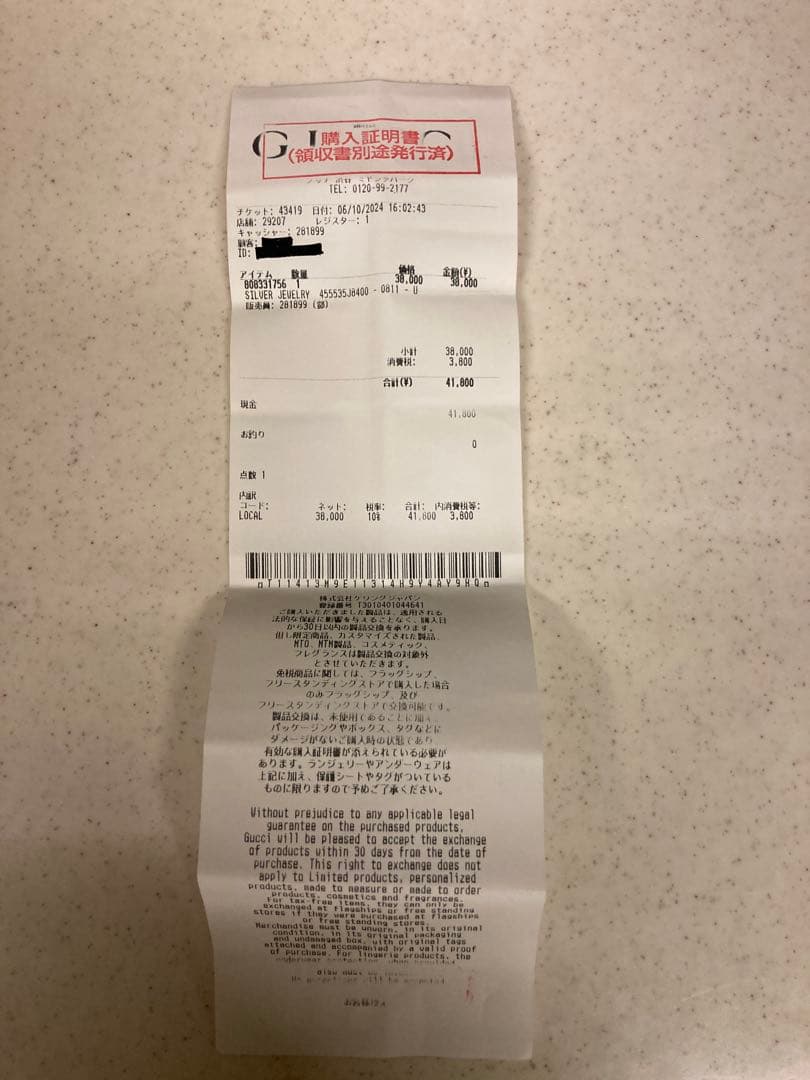 購入証明書
(領収書別途発行済)
TEL: 0120-99-2177
チケット: 43419 日付: 06/10/2024 16:02:43
店舗: 29207 レジスター: 1
キャッシャー: 281899
顧客:
ID:
アイテム 数量 価格 金額(¥)
808331756 1 38,000 38,000
SILVER JEWELRY 455535J8400 - 0811 - U
販売員: 281899
小計 38,000
消費税: 3,800
合計(¥) 41,800
現金 41,800
お釣り 0
点数 1
内訳
コード: ネット: 税率: 合計: 内消費税等:
LOCAL 38,000 10% 41,800 3,800
T11413M9E11314H9Y4AY9HQ
株式会社ケリングジャパン
登録番号 T3010401044641
ご購入いただきました製品は、適用される
法的な保証に影響を与えることなく、購入日
から30日以内の製品交換を承ります。
但し限定商品、カスタマイズされた製品、
MTO、MTM製品、コスメティック、
フレグランスは製品交換の対象外
とさせていただきます。
免税商品に関しては、フラッグシップ、
フリースタンディングストアで購入した場合
のみフラッグシップ、及び
フリースタンディングストアで交換可能です。
製品交換は、未使用であることに加え、
パッケージングやボックス、タグなどに
ダメージがないご購入時の状態であり、
有効な購入証明書が添えられている必要が
あります。ランジェリーやアンダーウェアは
上記に加え、保護シートやタグがついている
ものに限りますので予めご了承ください。
Without prejudice to any applicable legal
guarantee on the purchased products,
Gucci will be pleased to accept the exchange
of products within 30 days from the date of
purchase. This right to exchange does not
apply to Limited products, personalized
products, made to measure or made to order
products, cosmetics and fragrances.
For tax-free items, they can only be
exchanged at flagships or free standing
stores if they were purchased at flagships
or free standing stores.
Merchandise must be unworn, in its original
condition, in its original packaging
and undamaged box, with original tags
attached and accompanied by a valid proof
of purchase. For lingerie products, the